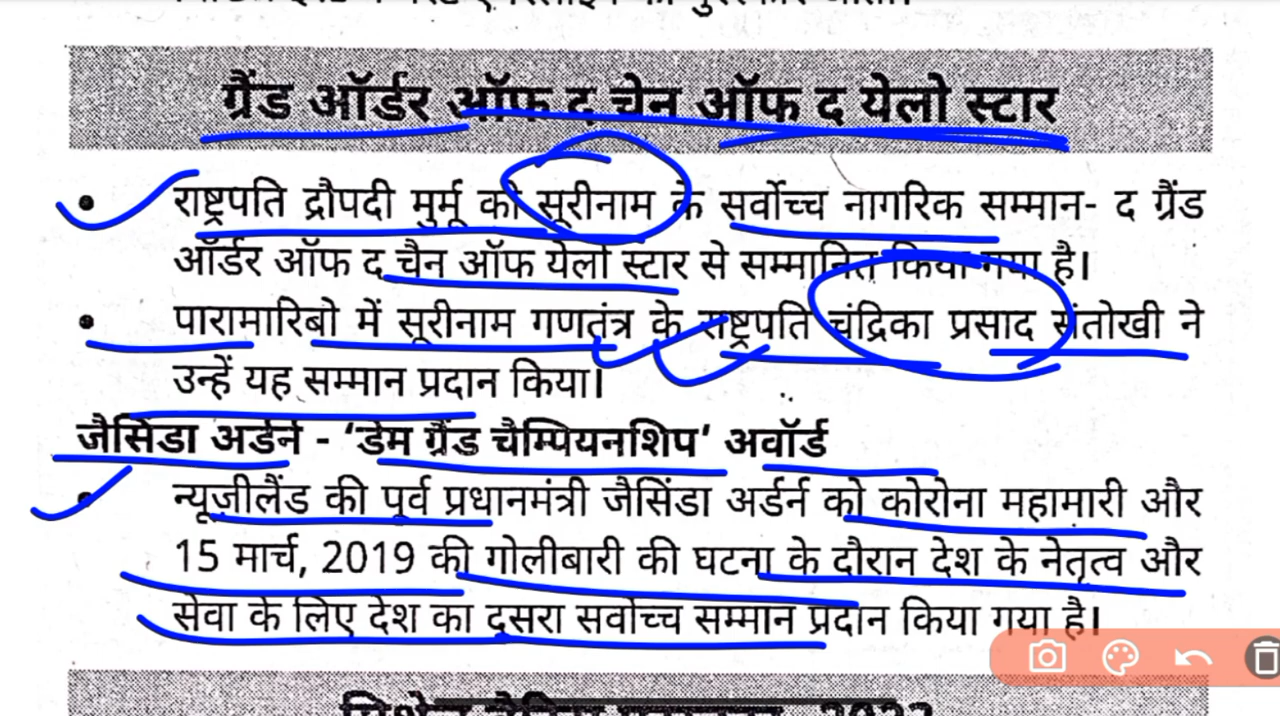 ग्रैंड ऑर्डर ऑफ द चेन ऑफ द येलो स्टार
• राष्ट्रपति द्रौपदी मुर्मू को सूरीनाम के सर्वोच्च नागरिक सम्मान- द ग्रैंड
ऑर्डर ऑफ द चैन ऑफ येलो स्टार से सम्मानित किया गया है।
• पारामारिबो में सूरीनाम गणतंत्र के राष्ट्रपति चंद्रिका प्रसाद संतोखी ने
उन्हें यह सम्मान प्रदान किया।
जैसिंडा अर्डर्न - ‘डेम ग्रैंड चैम्पियनशिप’ अवॉर्ड
• न्यूजीलैंड की पूर्व प्रधानमंत्री जैसिंडा अर्डर्न को कोरोना महामारी और
15 मार्च, 2019 की गोलीबारी की घटना के दौरान देश के नेतृत्व और
सेवा के लिए देश का दूसरा सर्वोच्च सम्मान प्रदान किया गया है।